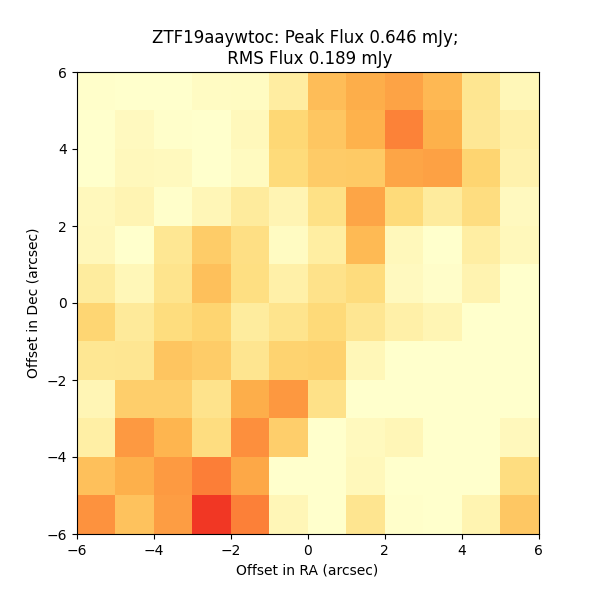 ZTF19aaywtoc: Peak Flux 0.646 mJy;
RMS Flux 0.189 mJy
6
4
2
0
−2
−4
−6
Offset in Dec (arcsec)
−6 −4 −2 0 2 4 6
Offset in RA (arcsec)